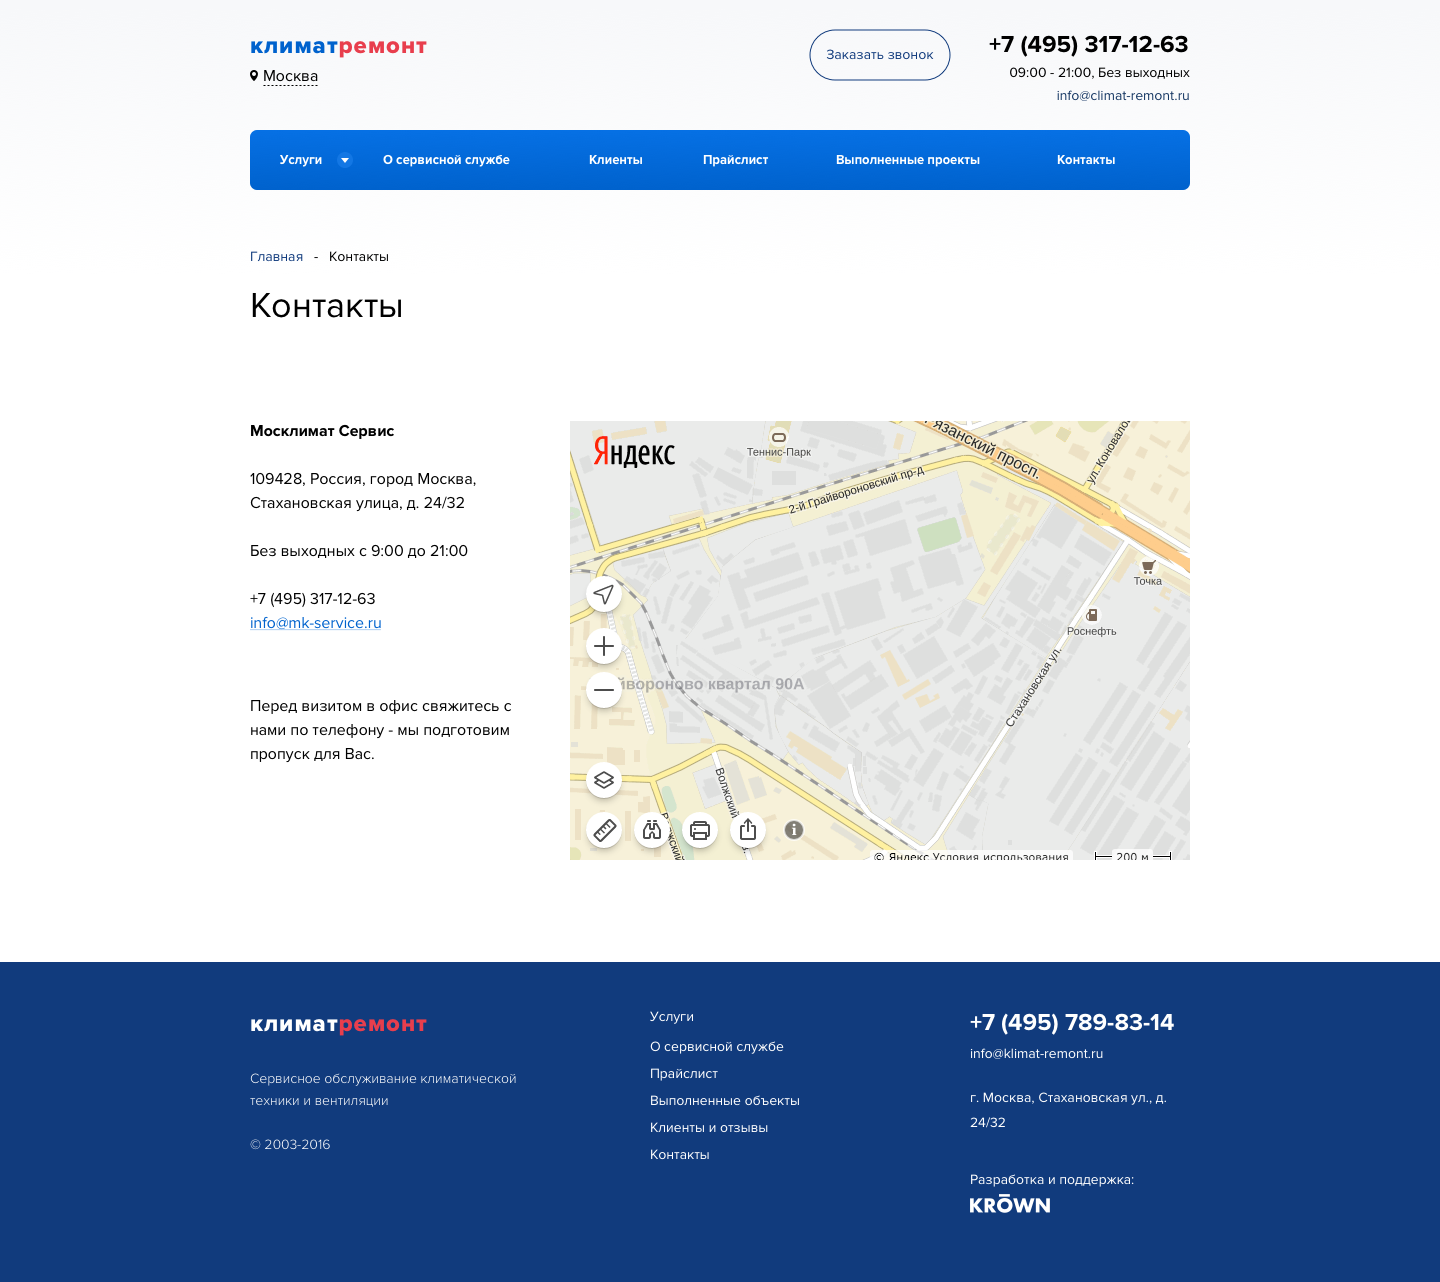 климатремонт
Москва
Заказать звонок
+7 (495) 317-12-63
09:00 - 21:00, Без выходных
info@climat-remont.ru
Услуги
О сервисной службе
Клиенты
Прайслист
Выполненные проекты
Контакты
Главная - Контакты
Контакты
Москлимат Сервис
109428, Россия, город Москва,
Стахановская улица, д. 24/32
Без выходных с 9:00 до 21:00
+7 (495) 317-12-63
info@mk-service.ru
Перед визитом в офис свяжитесь с
нами по телефону - мы подготовим
пропуск для Вас.
Яндекс
Теннис-Парк
язанский просп.
ул. Коновало
2-й Грайвороновский пр-д
Точка
Роснефть
йвороново квартал 90А
Стахановская ул.
Волжский
© Яндекс Условия использования
200 м
климатремонт
Сервисное обслуживание климатической
техники и вентиляции
© 2003-2016
Услуги
О сервисной службе
Прайслист
Выполненные объекты
Клиенты и отзывы
Контакты
+7 (495) 789-83-14
info@klimat-remont.ru
г. Москва, Стахановская ул., д.
24/32
Разработка и поддержка:
KRŌWN